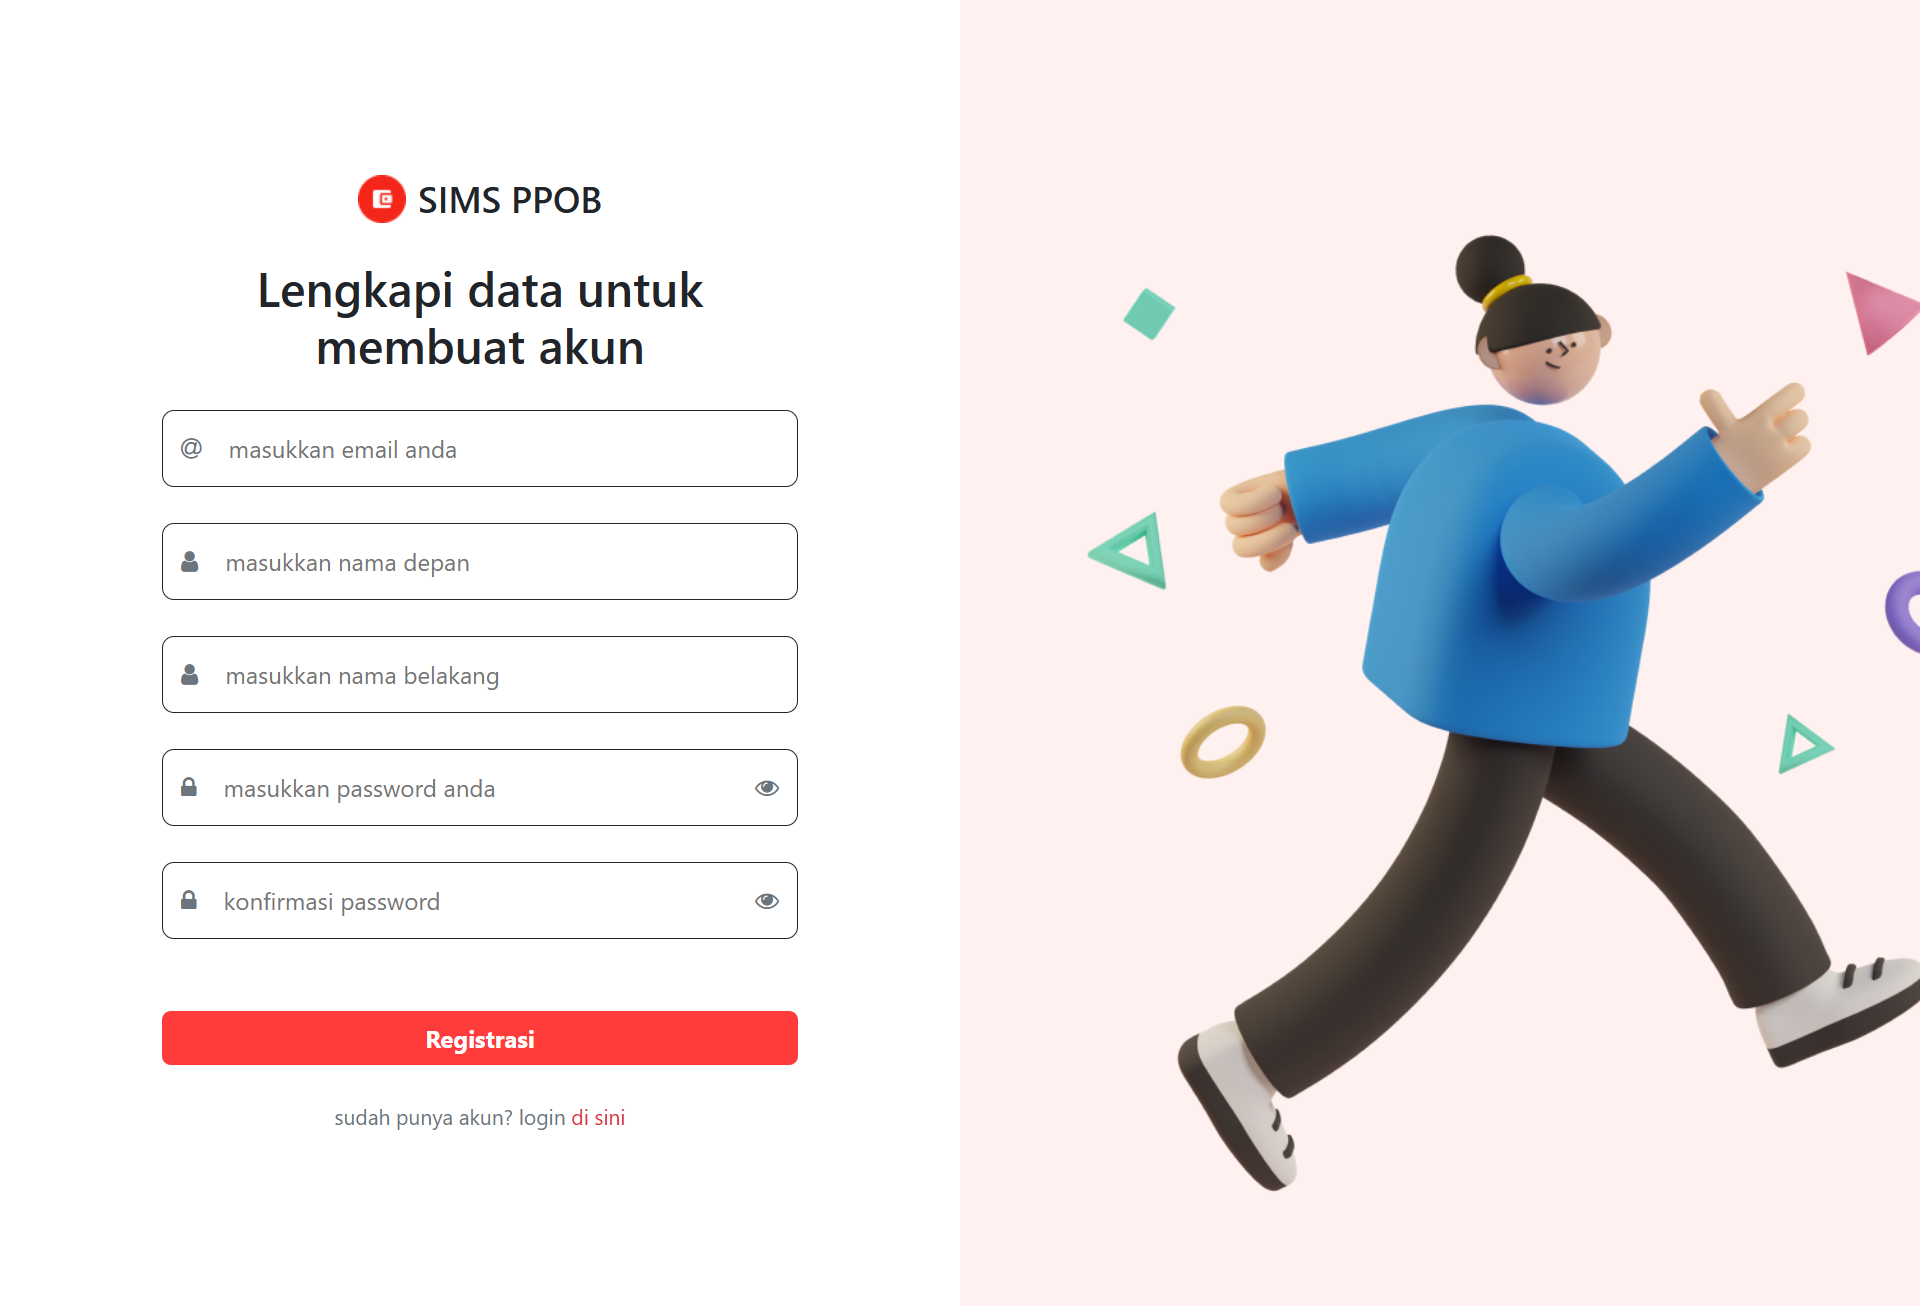 SIMS PPOB
Lengkapi data untuk
membuat akun
@ masukkan email anda
masukkan nama depan
masukkan nama belakang
masukkan password anda
konfirmasi password
Registrasi
sudah punya akun? login di sini